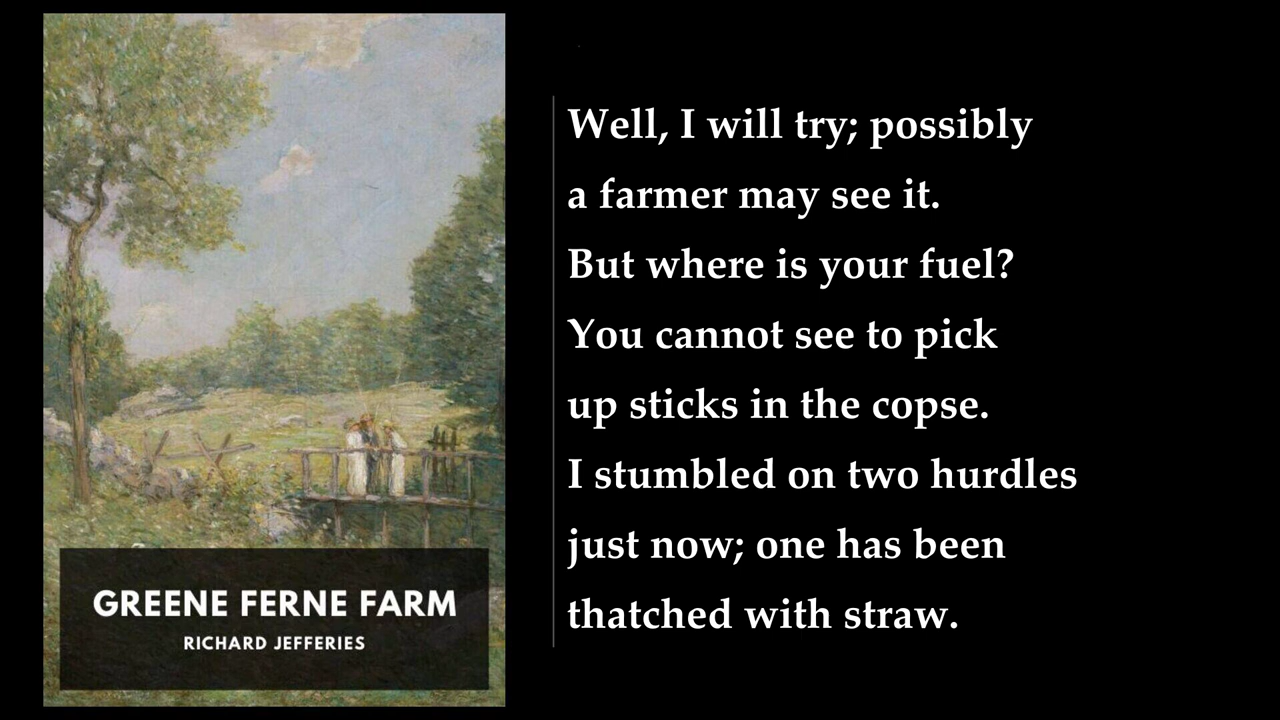 GREENE FERNE FARM
RICHARD JEFFERIES
Well, I will try; possibly
a farmer may see it.
But where is your fuel?
You cannot see to pick
up sticks in the copse.
I stumbled on two hurdles
just now; one has been
thatched with straw.